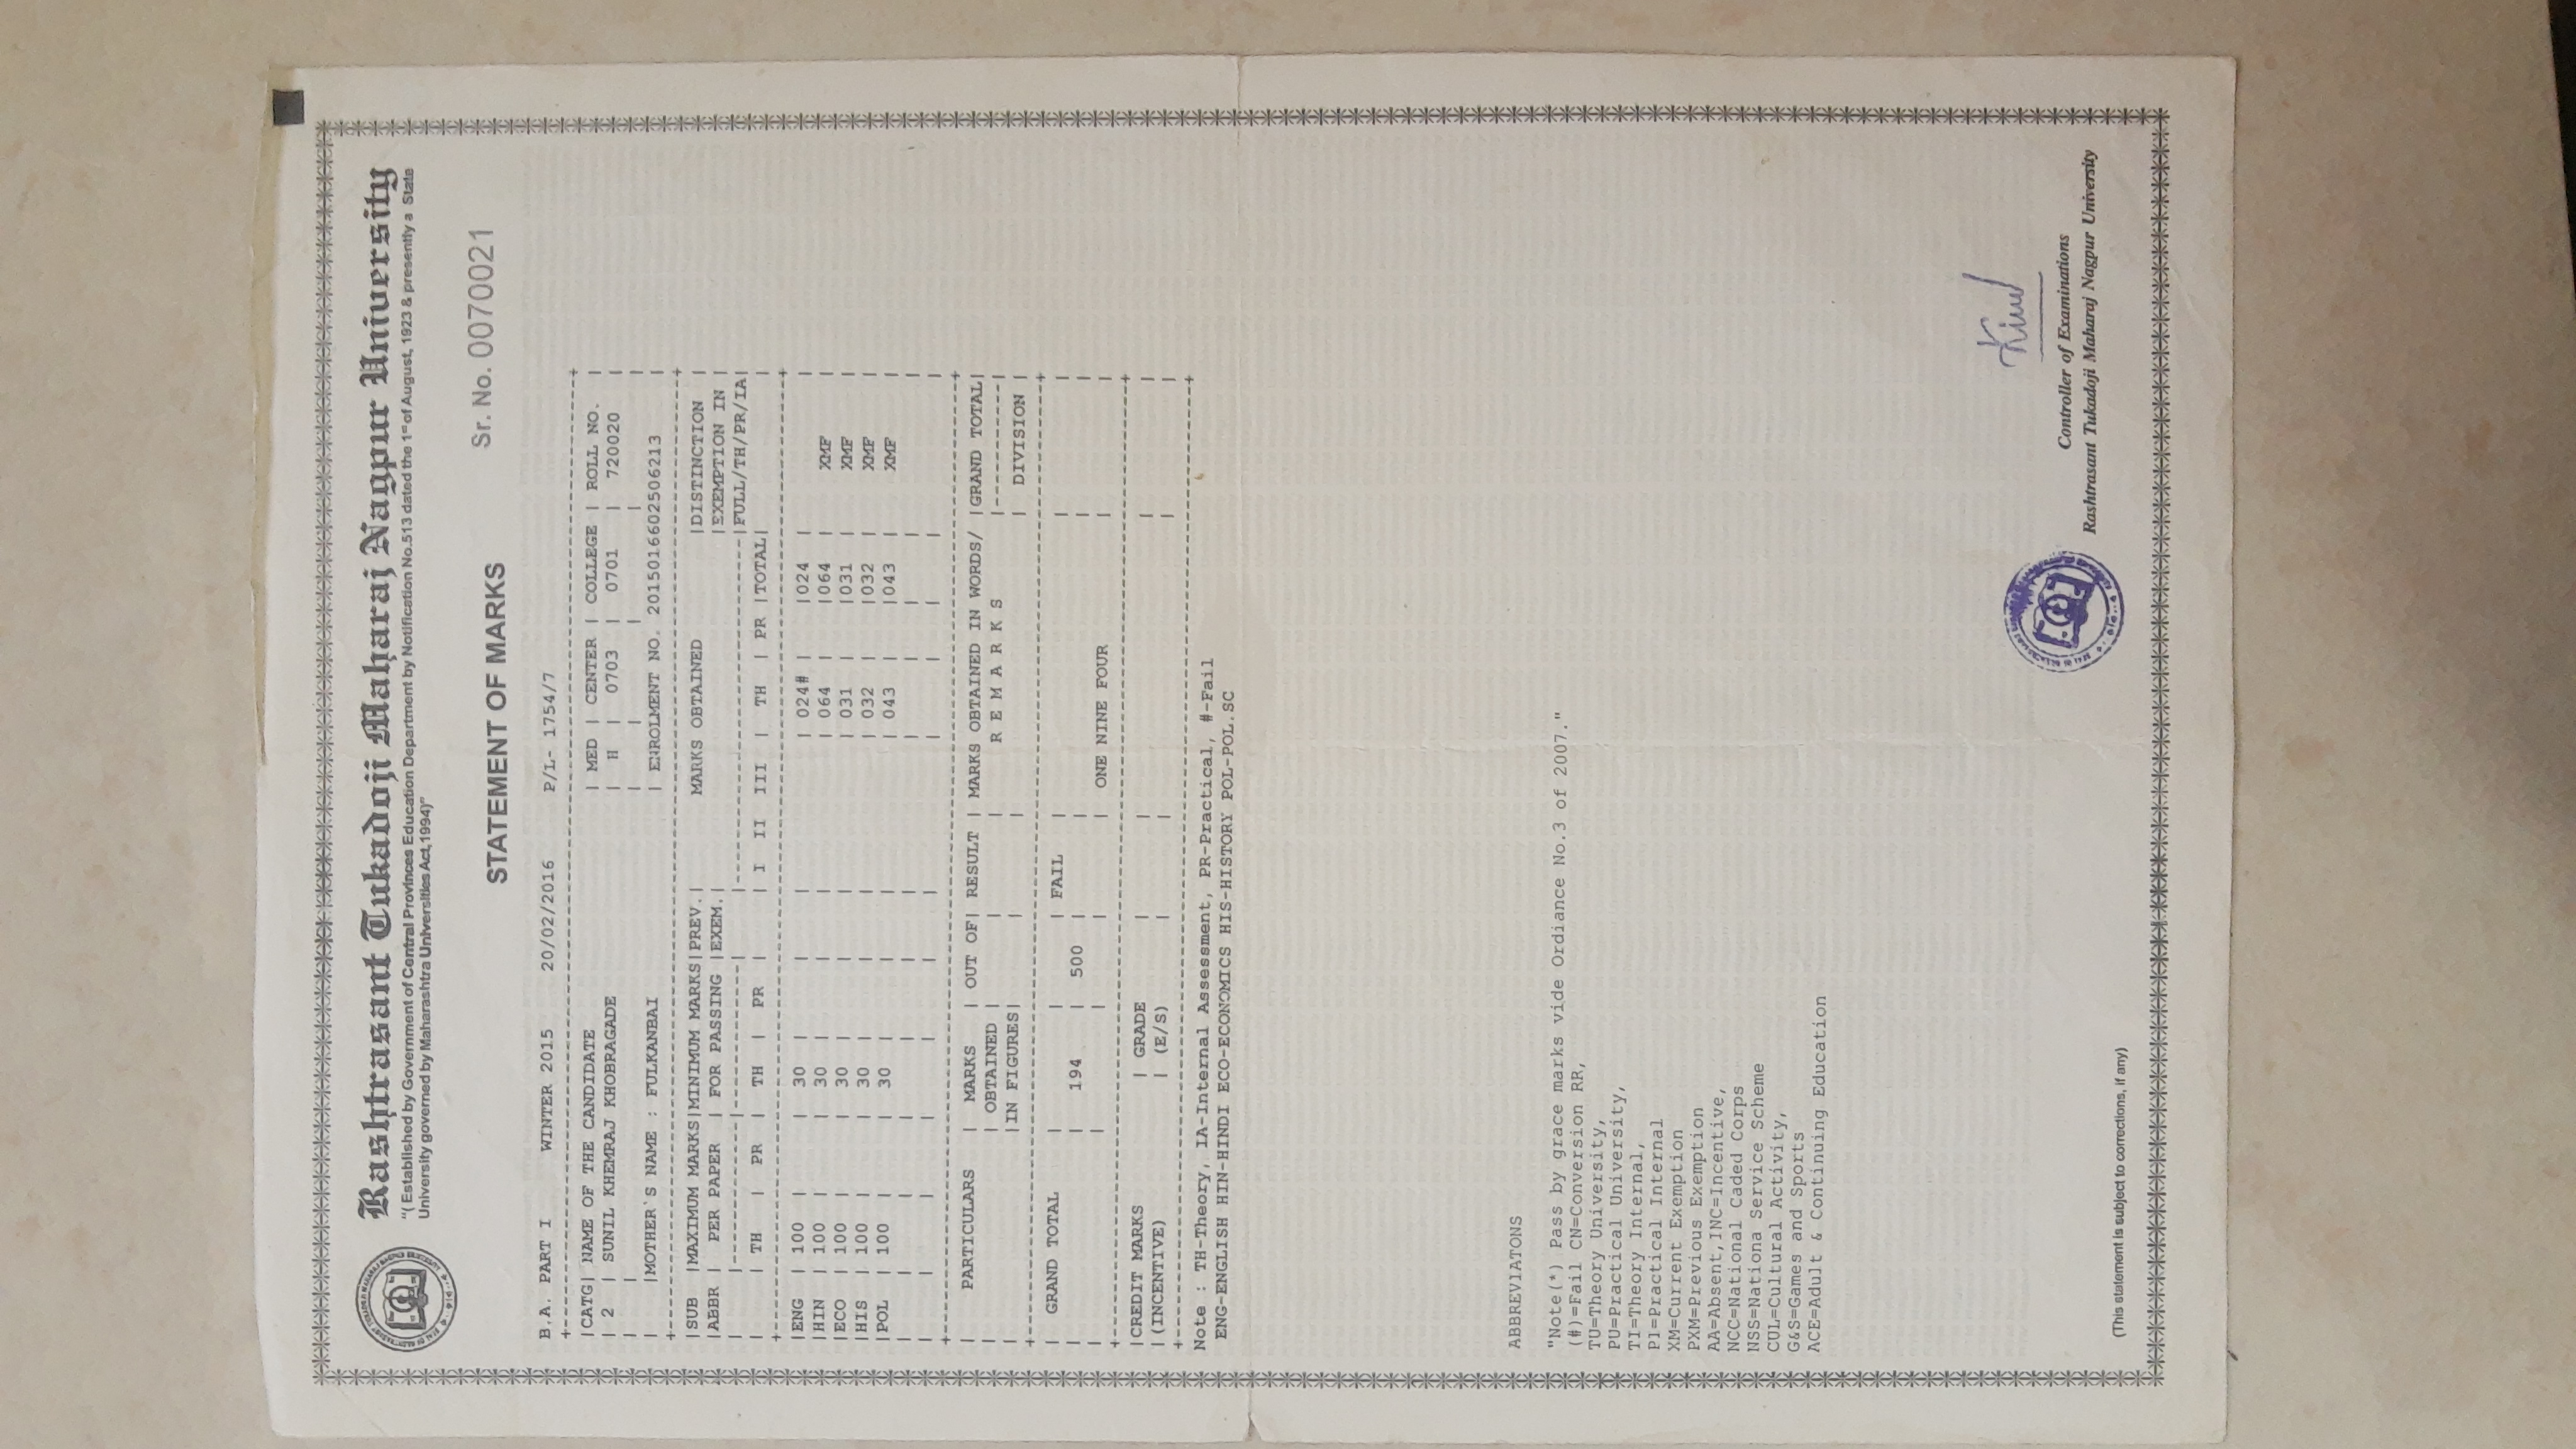 Rashtrasant Tukadoji Maharaj Nagpur University
"( Established by Government of Central Provinces Education Department by Notification No.513 dated the 1st of August, 1923 & presently a State
University governed by Maharashtra Universities Act,1994)"
Sr. No. 0070021
STATEMENT OF MARKS
B.A. PART I WINTER 2015 20/02/2016 P/L- 1754/7
|CATG| NAME OF THE CANDIDATE | MED | CENTER | COLLEGE | ROLL NO. |
| 2 | SUNIL KHEMRAJ KHOBRAGADE | H | 0703 | 0701 | 720020 |
| |MOTHER'S NAME : FULKANBAI | ENROLMENT NO. 2015016602506213 |
|SUB |MAXIMUM MARKS|MINIMUM MARKS|PREV.| MARKS OBTAINED |DISTINCTION |
|ABBR | PER PAPER | FOR PASSING |EXEM.| |EXEMPTION IN |
|FULL/TH/PR/IA|
| | TH | PR | TH | PR | | I II III | TH | PR |TOTAL| |
|ENG | 100 | | 30 | | | | 024# | |024 | |
|HIN | 100 | | 30 | | | | 064 | |064 | XMF |
|ECO | 100 | | 30 | | | | 031 | |031 | XMF |
|HIS | 100 | | 30 | | | | 032 | |032 | XMF |
|POL | 100 | | 30 | | | | 043 | |043 | XMF |
| PARTICULARS | MARKS | OUT OF| RESULT | MARKS OBTAINED IN WORDS/ |GRAND TOTAL|
| | OBTAINED | | | R E M A R K S |-----------|
| |IN FIGURES| | | | DIVISION |
| GRAND TOTAL | | | FAIL | | |
| | 194 | 500 | | | |
| | | | | ONE NINE FOUR | |
|CREDIT MARKS | GRADE | | | |
|(INCENTIVE) | (E/S) | | | |
Note : TH-Theory, IA-Internal Assessment, PR-Practical, #-Fail
ENG-ENGLISH HIN-HINDI ECO-ECONOMICS HIS-HISTORY POL-POL.SC
ABBREVIATONS
"Note(*) Pass by grace marks vide Ordiance No.3 of 2007."
(#)=Fail CN=Conversion RR,
TU=Theory University,
PU=Practical University,
TI=Theory Internal,
P1=Practical Internal
XM=Current Exemption
PXM=Previous Exemption
AA=Absent,INC=Incentive,
NCC=National Caded Corps
NSS=Nationa Service Scheme
CUL=Cultural Activity,
G&S=Games and Sports
ACE=Adult & Continuing Education
Controller of Examinations
Rashtrasant Tukadoji Maharaj Nagpur University
(This statement is subject to corrections, if any)